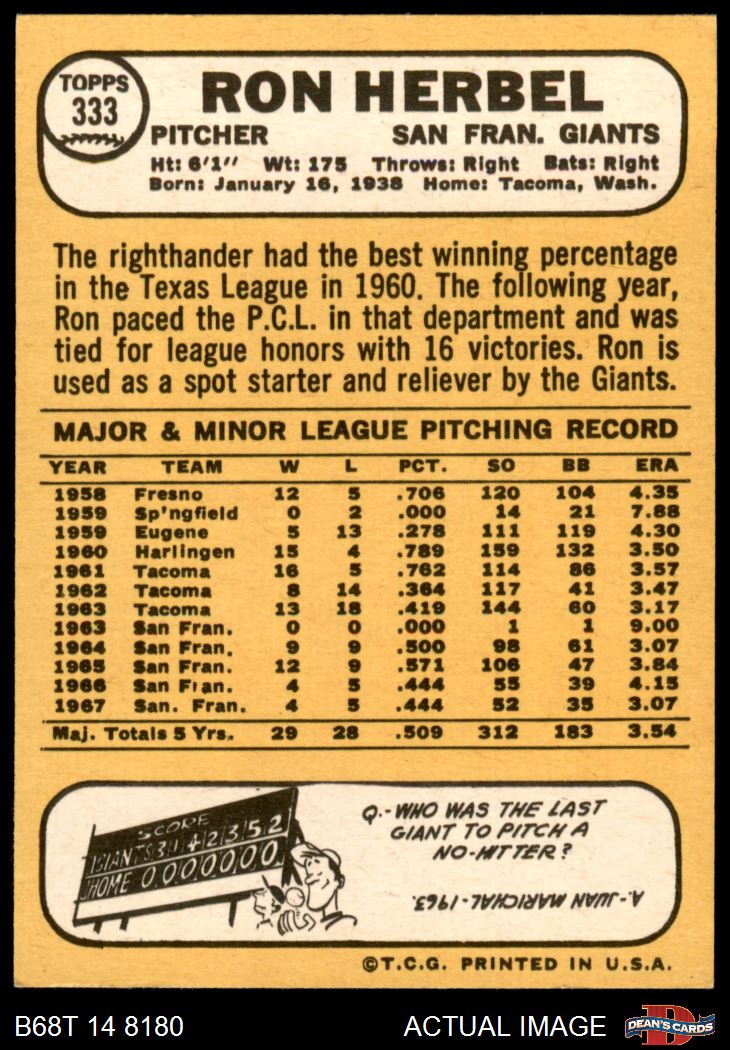 TOPPS
333
RON HERBEL
PITCHER SAN FRAN. GIANTS
Ht: 6'1" Wt: 175 Throws: Right Bats: Right
Born: January 16, 1938 Home: Tacoma, Wash.
The righthander had the best winning percentage
in the Texas League in 1960. The following year,
Ron paced the P.C.L. in that department and was
tied for league honors with 16 victories. Ron is
used as a spot starter and reliever by the Giants.
MAJOR & MINOR LEAGUE PITCHING RECORD
YEAR TEAM W L PCT. SO BB ERA
1958 Fresno 12 5 .706 120 104 4.35
1959 Sp'ngfield 0 2 .000 14 21 7.88
1959 Eugene 5 13 .278 111 119 4.30
1960 Harlingen 15 4 .789 159 132 3.50
1961 Tacoma 16 5 .762 114 86 3.57
1962 Tacoma 8 14 .364 117 41 3.47
1963 Tacoma 13 18 .419 144 60 3.17
1963 San Fran. 0 0 .000 1 1 9.00
1964 San Fran. 9 9 .500 98 61 3.07
1965 San Fran. 12 9 .571 106 47 3.84
1966 San Fran. 4 5 .444 55 39 4.15
1967 San. Fran. 4 5 .444 52 35 3.07
Maj. Totals 5 Yrs. 29 28 .509 312 183 3.54
SCORE
GIANTS 3 1 4 2 3 5 2
HOME 0 0 0 0 0 0 0
Q.-WHO WAS THE LAST
GIANT TO PITCH A
NO-HITTER?
A.-JUAN MARICHAL-1963.
©T.C.G. PRINTED IN U.S.A.
B68T 14 8180 ACTUAL IMAGE
D
DEAN'S CARDS